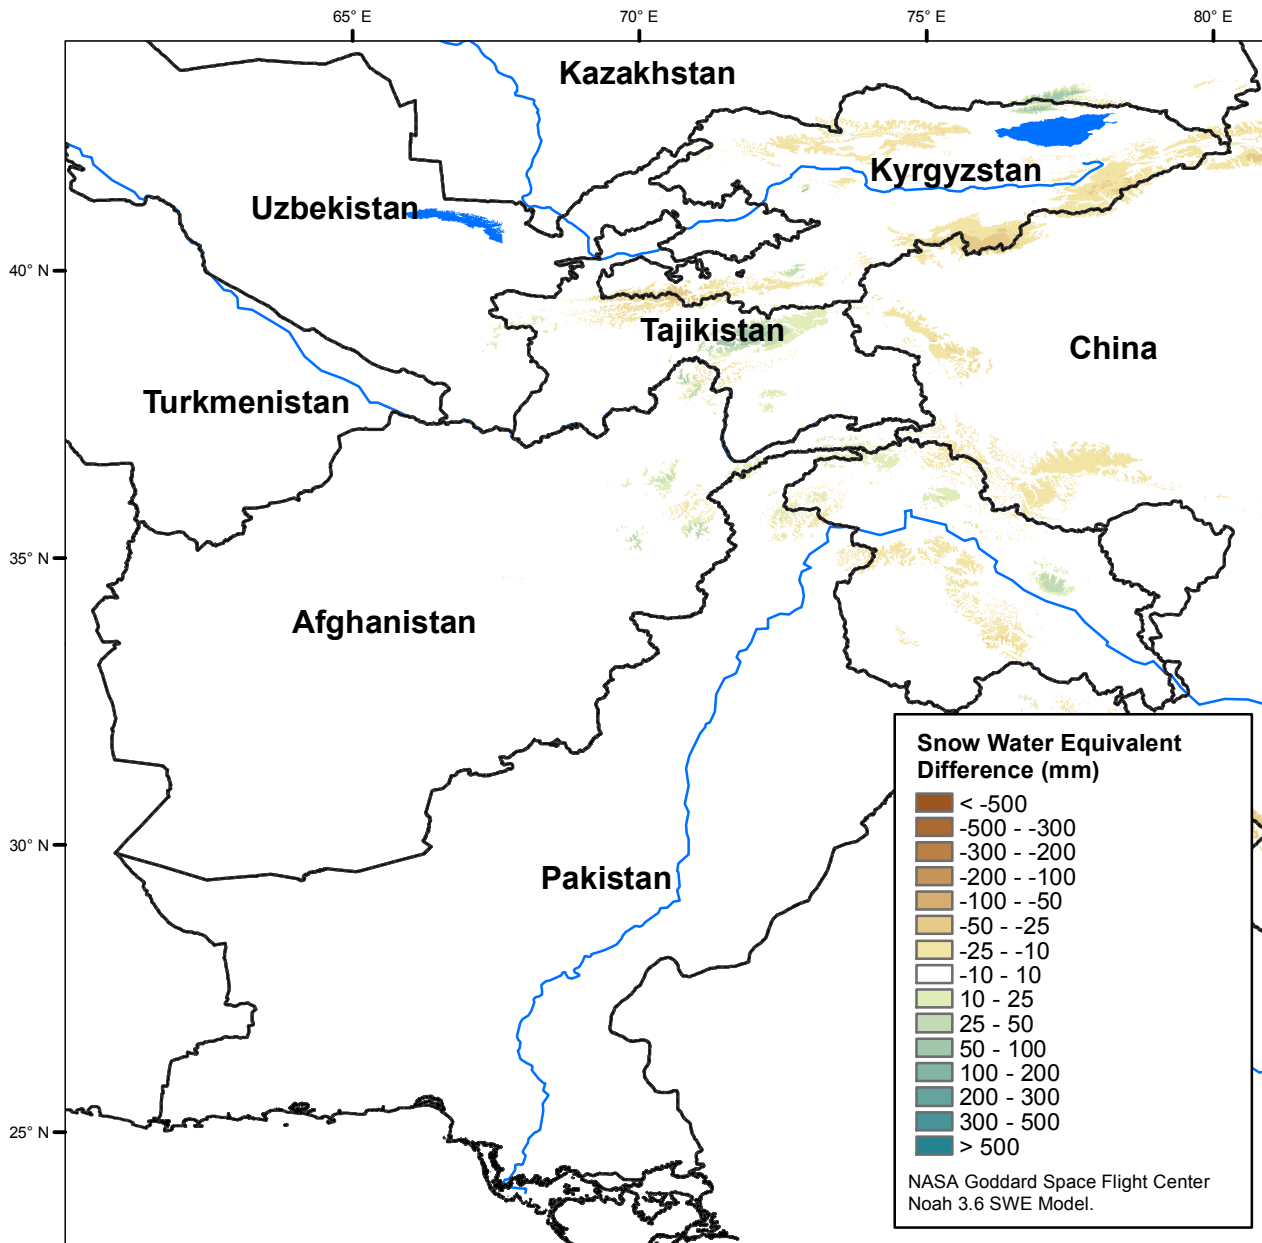 65° E
70° E
75° E
80° E
Kazakhstan
Kyrgyzstan
Uzbekistan
40° N
Tajikistan
China
Turkmenistan
35° N
Afghanistan
Snow Water Equivalent
Difference (mm)
< -500
-500 - -300
-300 - -200
-200 - -100
-100 - -50
-50 - -25
-25 - -10
-10 - 10
10 - 25
25 - 50
50 - 100
100 - 200
200 - 300
300 - 500
> 500
NASA Goddard Space Flight Center
Noah 3.6 SWE Model.
30° N
Pakistan
25° N